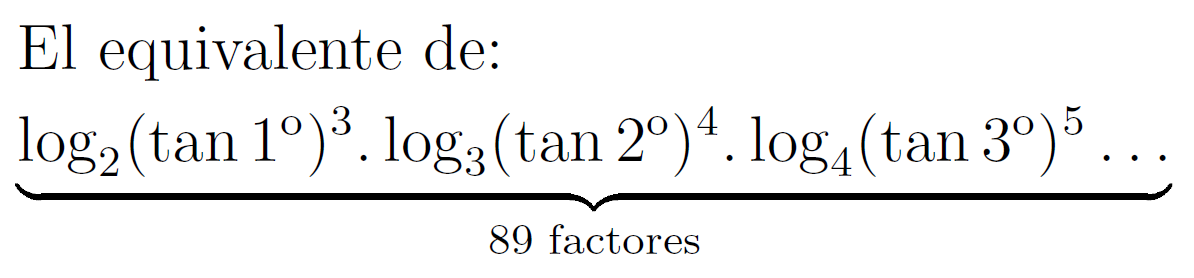 El equivalente de:
log₂(tan 1º)³. log₃(tan 2º)⁴. log₄(tan 3º)⁵ ...
89 factores